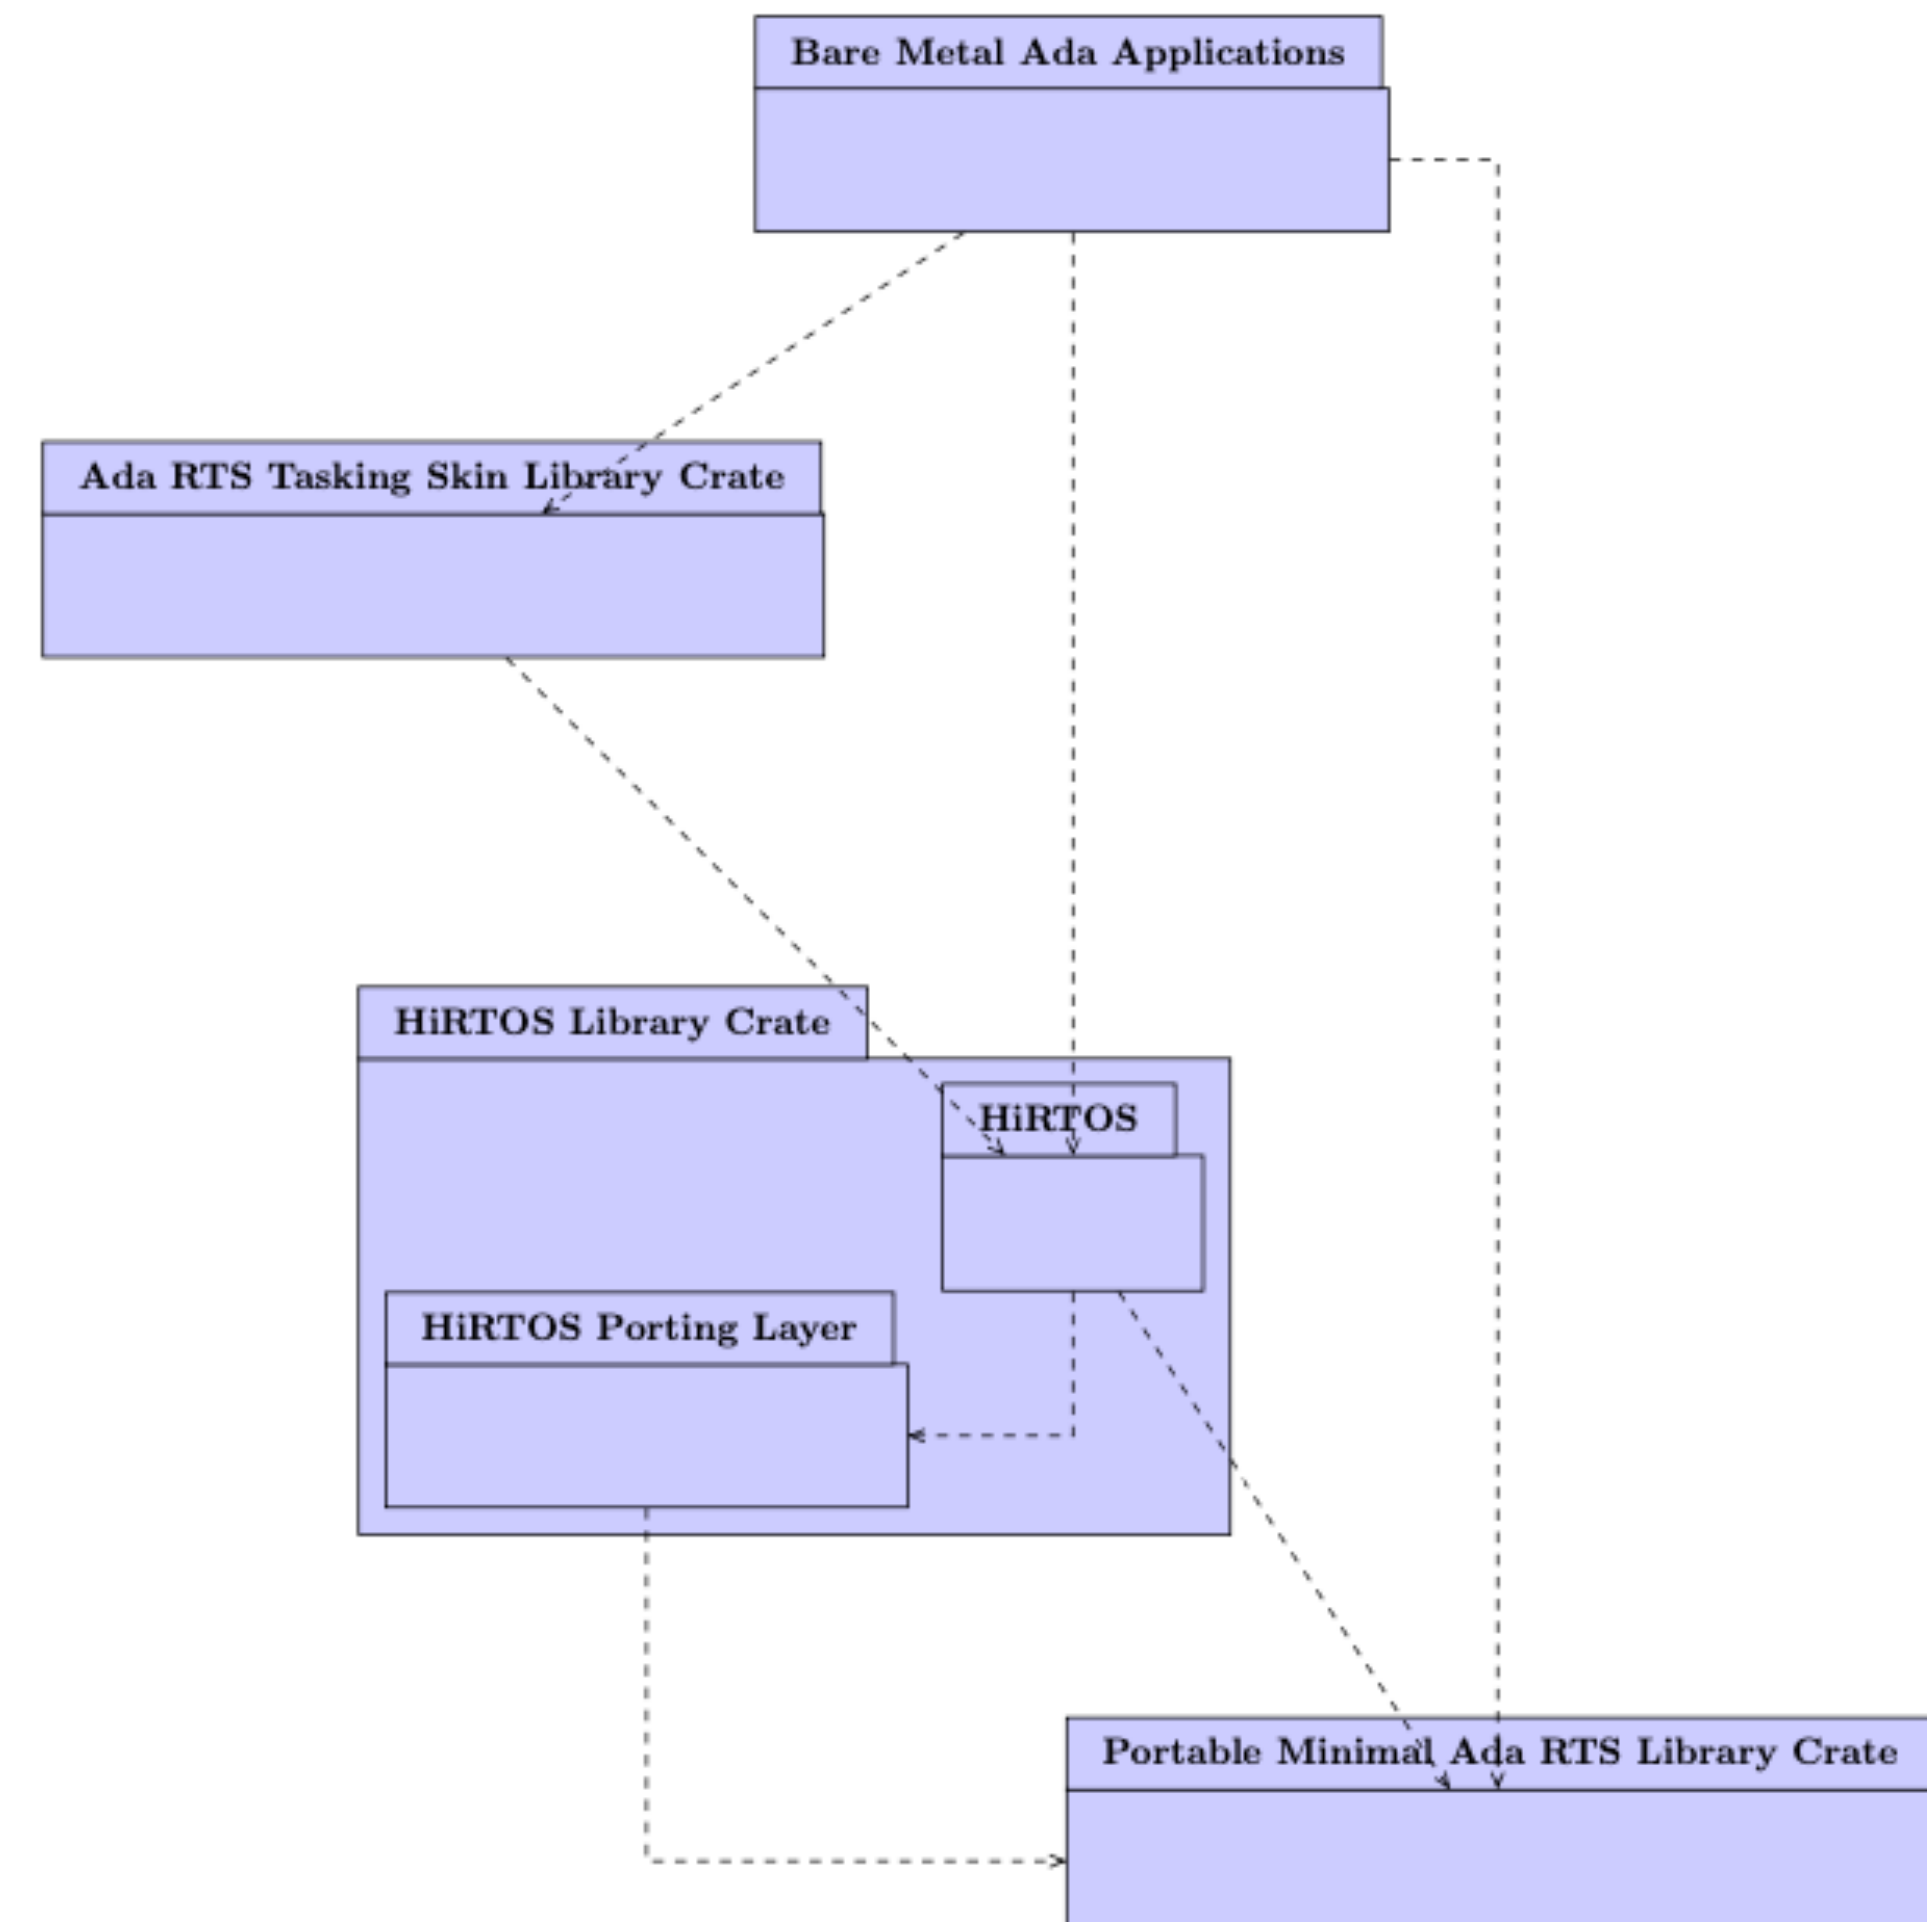 Bare Metal Ada Applications
Ada RTS Tasking Skin Library Crate
HiRTOS Library Crate
HiRTOS
HiRTOS Porting Layer
Portable Minimal Ada RTS Library Crate